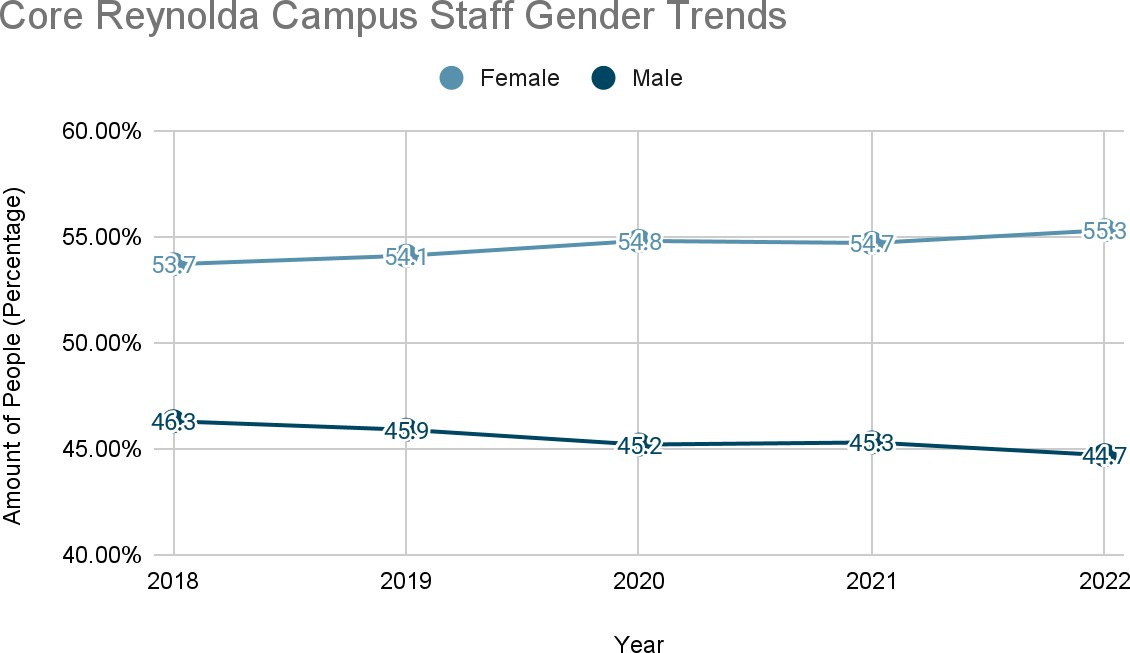 Core Reynolda Campus Staff Gender Trends
Female Male
60.00%
55.00%
50.00%
45.00%
40.00%
Amount of People (Percentage)
53.7 54.1 54.8 54.7 55.3
46.3 45.9 45.2 45.3 44.7
2018 2019 2020 2021 2022
Year